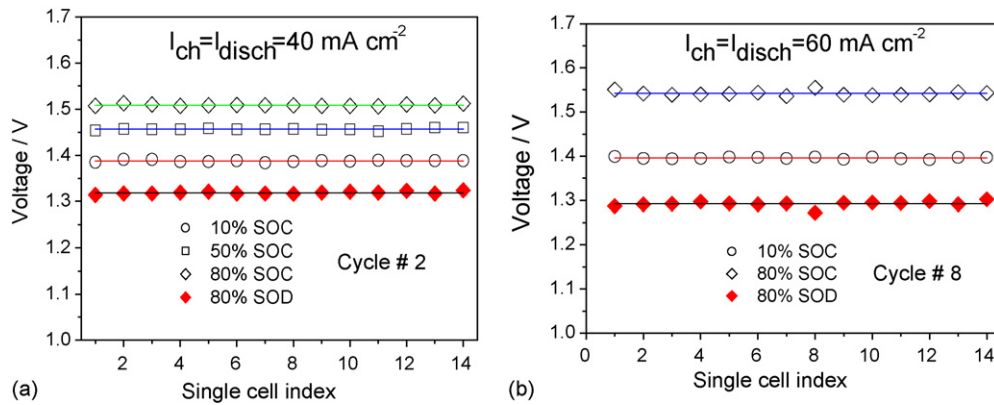 I_ch=I_disch=40 mA cm^-2
1.7
1.6
1.5
1.4
1.3
1.2
1.1
1.0
Voltage / V
10% SOC
50% SOC
80% SOC
80% SOD
Cycle # 2
2 4 6 8 10 12 14
Single cell index
(a)
I_ch=I_disch=60 mA cm^-2
1.7
1.6
1.5
1.4
1.3
1.2
1.1
1.0
Voltage / V
10% SOC
80% SOC
80% SOD
Cycle # 8
0 2 4 6 8 10 12 14
Single cell index
(b)